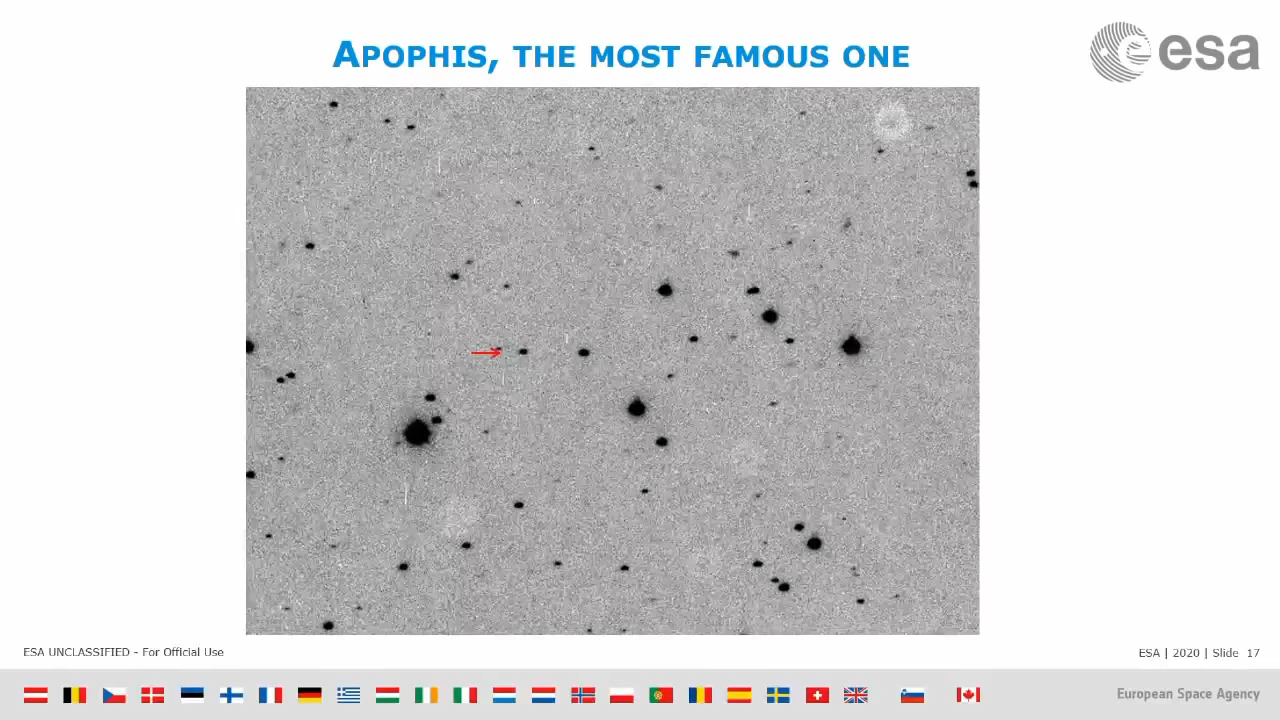 APOPHIS, THE MOST FAMOUS ONE
esa
ESA UNCLASSIFIED - For Official Use
ESA | 2020 | Slide 17
European Space Agency